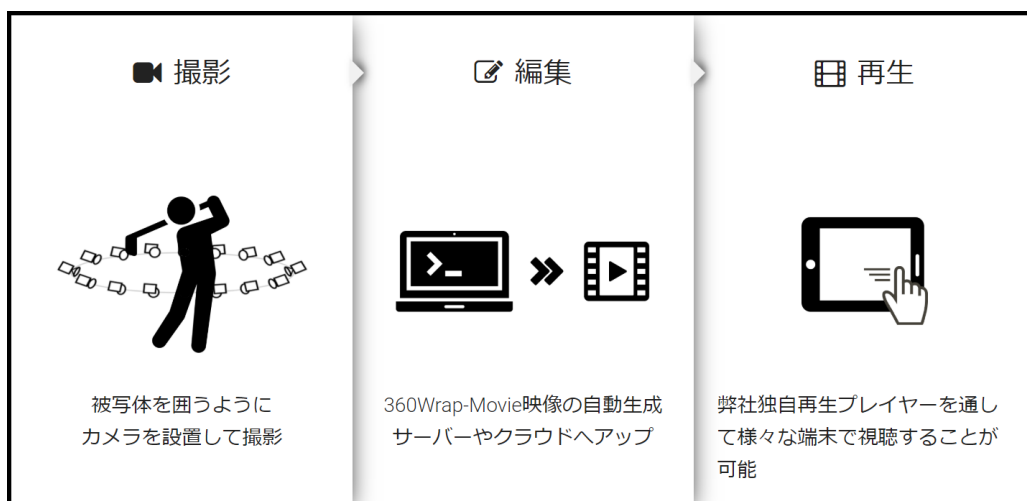 撮影
編集
再生
被写体を囲うように
カメラを設置して撮影
360Wrap-Movie映像の自動生成
サーバーやクラウドへアップ
弊社独自再生プレイヤーを通し
て様々な端末で視聴することが
可能